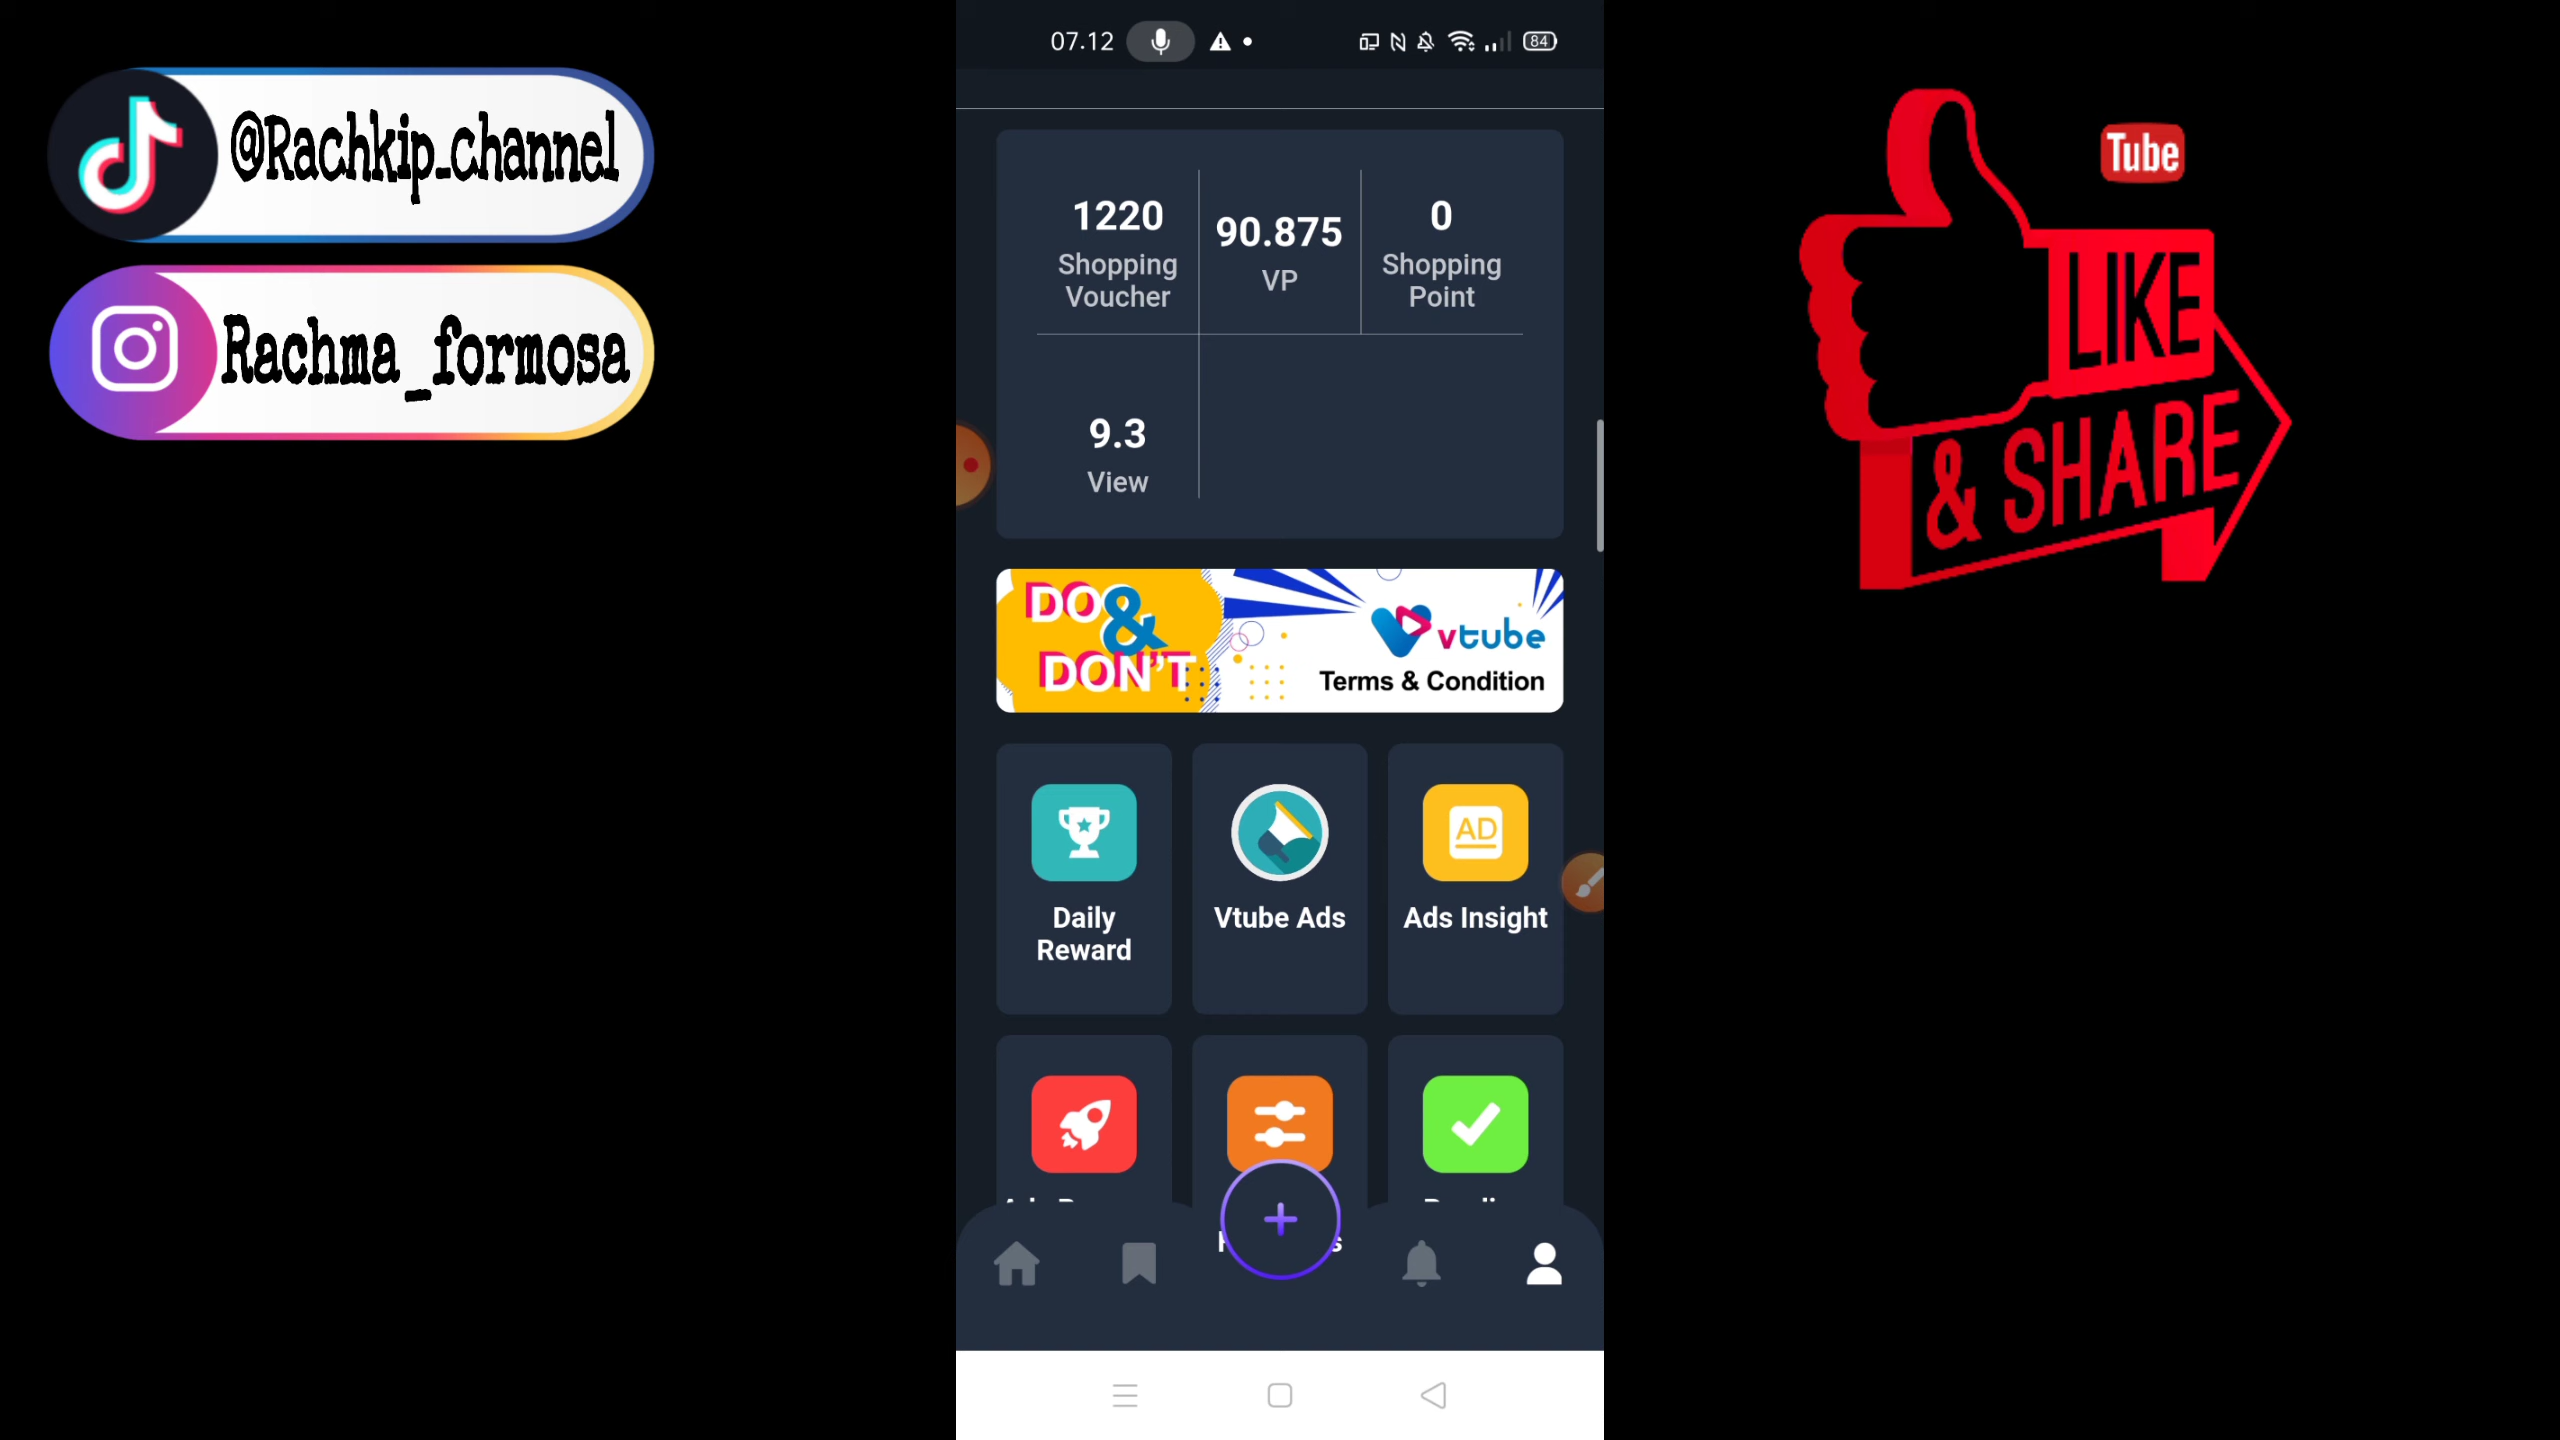 @Rachkip_channel
Rachma_formosa
07.12
84
1220
Shopping
Voucher
90.875
VP
0
Shopping
Point
9.3
View
DO &
DON'T
vtube
Terms & Condition
Daily
Reward
Vtube Ads
AD
Ads Insight
Tube
LIKE
& SHARE